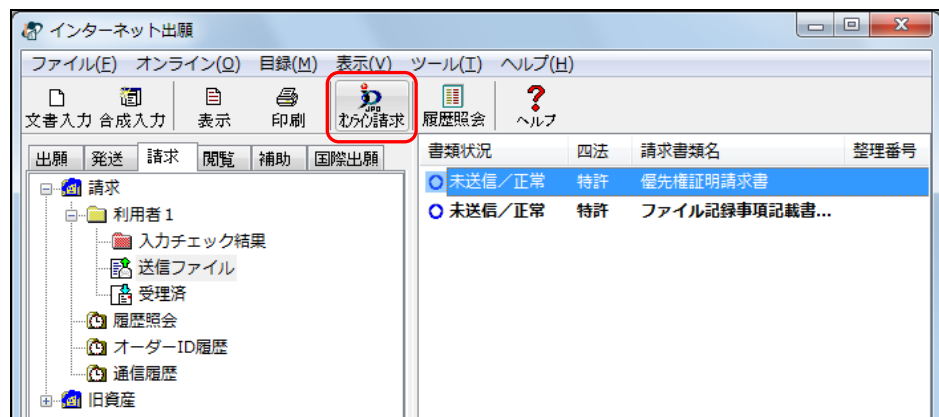 インターネット出願
ファイル(F) オンライン(O) 目録(M) 表示(V) ツール(T) ヘルプ(H)
文書入力 合成入力 表示 印刷 JPO ｵﾝﾗｲﾝ請求 履歴照会 ヘルプ
出願 発送 請求 閲覧 補助 国際出願
書類状況 四法 請求書類名 整理番号
未送信／正常 特許 優先権証明請求書
未送信／正常 特許 ファイル記録事項記載書...
請求
利用者1
入力チェック結果
送信ファイル
受理済
履歴照会
オーダーID履歴
通信履歴
旧資産